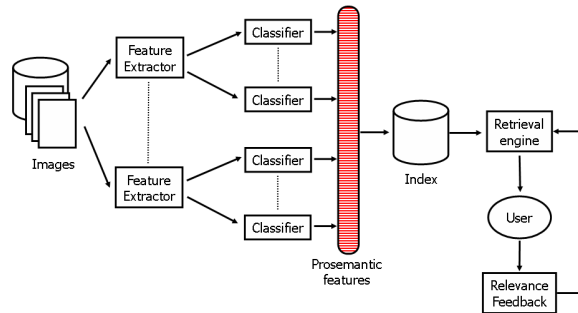 Images
Feature
Extractor
Feature
Extractor
Classifier
Classifier
Classifier
Classifier
Prosemantic
features
Index
Retrieval
engine
User
Relevance
Feedback